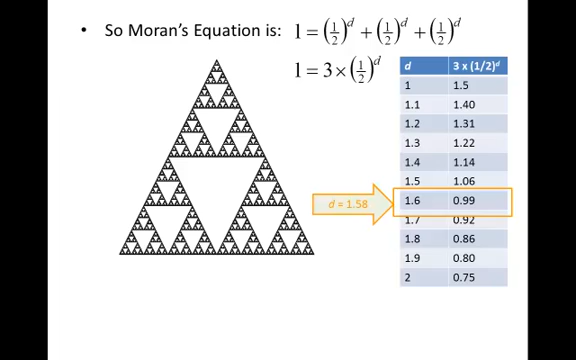 • So Moran's Equation is: 1 = (1/2)^d + (1/2)^d + (1/2)^d
1 = 3 × (1/2)^d
d 3 x (1/2)^d
1 1.5
1.1 1.40
1.2 1.31
1.3 1.22
1.4 1.14
1.5 1.06
d = 1.58
1.6 0.99
1.7 0.92
1.8 0.86
1.9 0.80
2 0.75